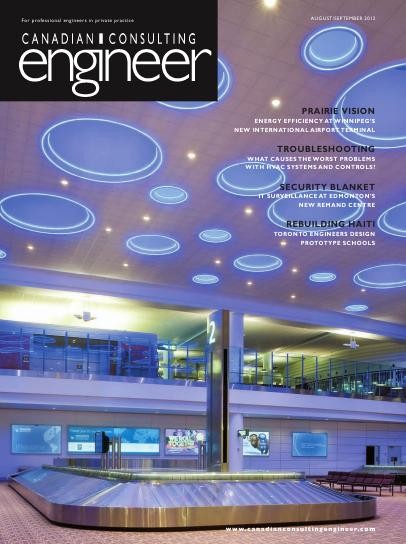 For professional engineers in private practice
AUGUST/SEPTEMBER 2012
CANADIAN CONSULTING
engineer
PRAIRIE VISION
ENERGY EFFICIENCY AT WINNIPEG'S
NEW INTERNATIONAL AIRPORT TERMINAL
TROUBLESHOOTING
WHAT CAUSES THE WORST PROBLEMS
WITH HVAC SYSTEMS AND CONTROLS?
SECURITY BLANKET
IT SURVEILLANCE AT EDMONTON'S
NEW REMAND CENTRE
REBUILDING HAITI
TORONTO ENGINEERS DESIGN
PROTOTYPE SCHOOLS
2
www.canadianconsultingengineer.com